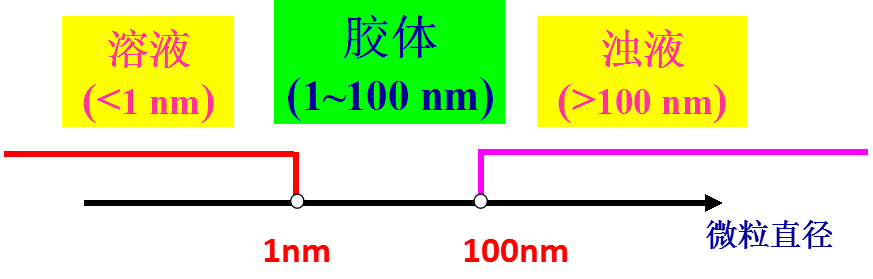 溶液
(<1 nm)
胶体
(1~100 nm)
浊液
(>100 nm)
1nm
100nm
微粒直径